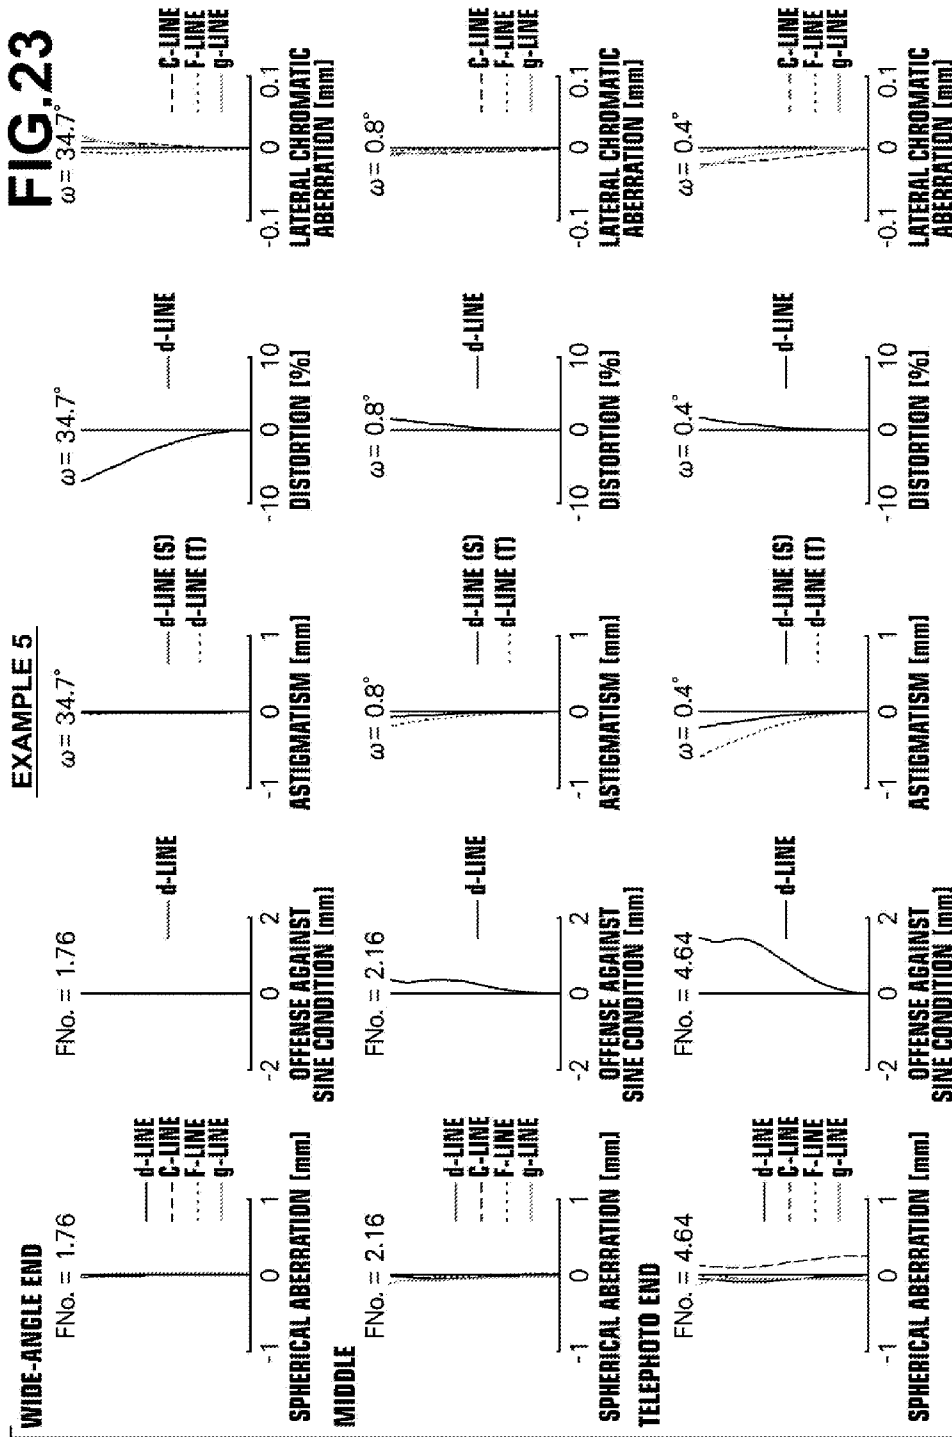 FIG.23
EXAMPLE 5
WIDE-ANGLE END
FNo. = 1.76
d-LINE
C-LINE
F-LINE
g-LINE
-1 0 1
SPHERICAL ABERRATION [mm]
FNo. = 1.76
d-LINE
-2 0 2
OFFENSE AGAINST
SINE CONDITION [mm]
ω = 34.7°
d-LINE (S)
d-LINE (T)
-1 0 1
ASTIGMATISM [mm]
ω = 34.7°
d-LINE
-10 0 10
DISTORTION [%]
ω = 34.7°
C-LINE
F-LINE
g-LINE
-0.1 0 0.1
LATERAL CHROMATIC
ABERRATION [mm]
MIDDLE
FNo. = 2.16
d-LINE
C-LINE
F-LINE
g-LINE
-1 0 1
SPHERICAL ABERRATION [mm]
FNo. = 2.16
d-LINE
-2 0 2
OFFENSE AGAINST
SINE CONDITION [mm]
ω = 0.8°
d-LINE (S)
d-LINE (T)
-1 0 1
ASTIGMATISM [mm]
ω = 0.8°
d-LINE
-10 0 10
DISTORTION [%]
ω = 0.8°
C-LINE
F-LINE
g-LINE
-0.1 0 0.1
LATERAL CHROMATIC
ABERRATION [mm]
TELEPHOTO END
FNo. = 4.64
d-LINE
C-LINE
F-LINE
g-LINE
-1 0 1
SPHERICAL ABERRATION [mm]
FNo. = 4.64
d-LINE
-2 0 2
OFFENSE AGAINST
SINE CONDITION [mm]
ω = 0.4°
d-LINE (S)
d-LINE (T)
-1 0 1
ASTIGMATISM [mm]
ω = 0.4°
d-LINE
-10 0 10
DISTORTION [%]
ω = 0.4°
C-LINE
F-LINE
g-LINE
-0.1 0 0.1
LATERAL CHROMATIC
ABERRATION [mm]